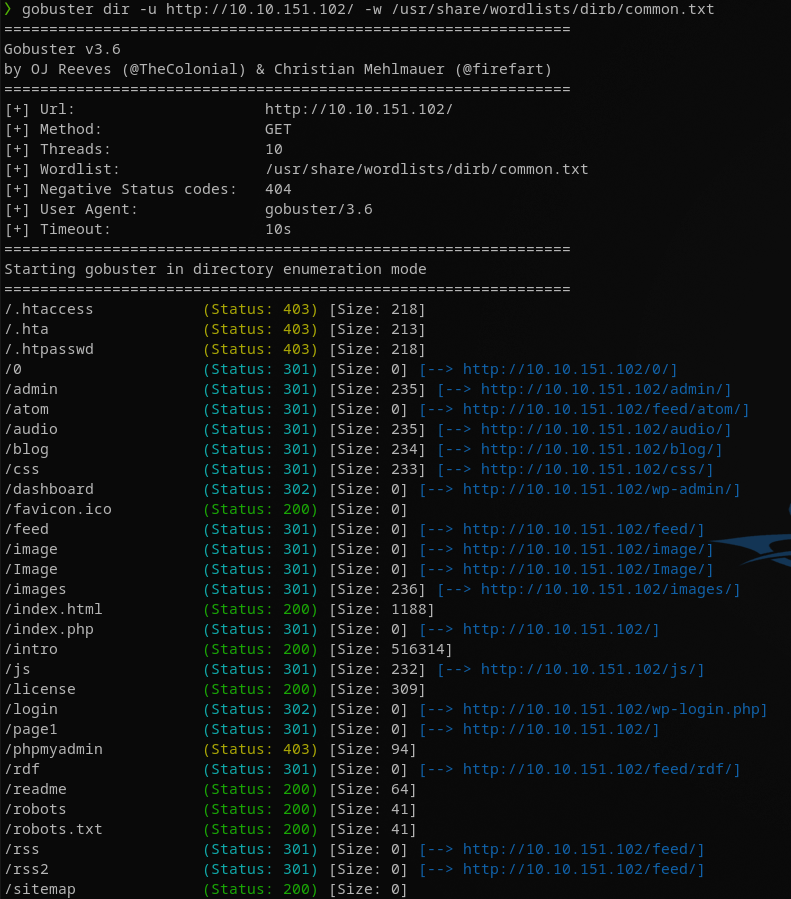 ❯ gobuster dir -u http://10.10.151.102/ -w /usr/share/wordlists/dirb/common.txt
===============================================================
Gobuster v3.6
by OJ Reeves (@TheColonial) & Christian Mehlmauer (@firefart)
===============================================================
[+] Url:                     http://10.10.151.102/
[+] Method:                  GET
[+] Threads:                 10
[+] Wordlist:                /usr/share/wordlists/dirb/common.txt
[+] Negative Status codes:   404
[+] User Agent:              gobuster/3.6
[+] Timeout:                 10s
===============================================================
Starting gobuster in directory enumeration mode
===============================================================
/.htaccess            (Status: 403) [Size: 218]
/.hta                 (Status: 403) [Size: 213]
/.htpasswd            (Status: 403) [Size: 218]
/0                    (Status: 301) [Size: 0] [--> http://10.10.151.102/0/]
/admin                (Status: 301) [Size: 235] [--> http://10.10.151.102/admin/]
/atom                 (Status: 301) [Size: 0] [--> http://10.10.151.102/feed/atom/]
/audio                (Status: 301) [Size: 235] [--> http://10.10.151.102/audio/]
/blog                 (Status: 301) [Size: 234] [--> http://10.10.151.102/blog/]
/css                  (Status: 301) [Size: 233] [--> http://10.10.151.102/css/]
/dashboard            (Status: 302) [Size: 0] [--> http://10.10.151.102/wp-admin/]
/favicon.ico          (Status: 200) [Size: 0]
/feed                 (Status: 301) [Size: 0] [--> http://10.10.151.102/feed/]
/image                (Status: 301) [Size: 0] [--> http://10.10.151.102/image/]
/Image                (Status: 301) [Size: 0] [--> http://10.10.151.102/Image/]
/images               (Status: 301) [Size: 236] [--> http://10.10.151.102/images/]
/index.html           (Status: 200) [Size: 1188]
/index.php            (Status: 301) [Size: 0] [--> http://10.10.151.102/]
/intro                (Status: 200) [Size: 516314]
/js                   (Status: 301) [Size: 232] [--> http://10.10.151.102/js/]
/license              (Status: 200) [Size: 309]
/login                (Status: 302) [Size: 0] [--> http://10.10.151.102/wp-login.php]
/page1                (Status: 301) [Size: 0] [--> http://10.10.151.102/]
/phpmyadmin           (Status: 403) [Size: 94]
/rdf                  (Status: 301) [Size: 0] [--> http://10.10.151.102/feed/rdf/]
/readme               (Status: 200) [Size: 64]
/robots               (Status: 200) [Size: 41]
/robots.txt           (Status: 200) [Size: 41]
/rss                  (Status: 301) [Size: 0] [--> http://10.10.151.102/feed/]
/rss2                 (Status: 301) [Size: 0] [--> http://10.10.151.102/feed/]
/sitemap              (Status: 200) [Size: 0]